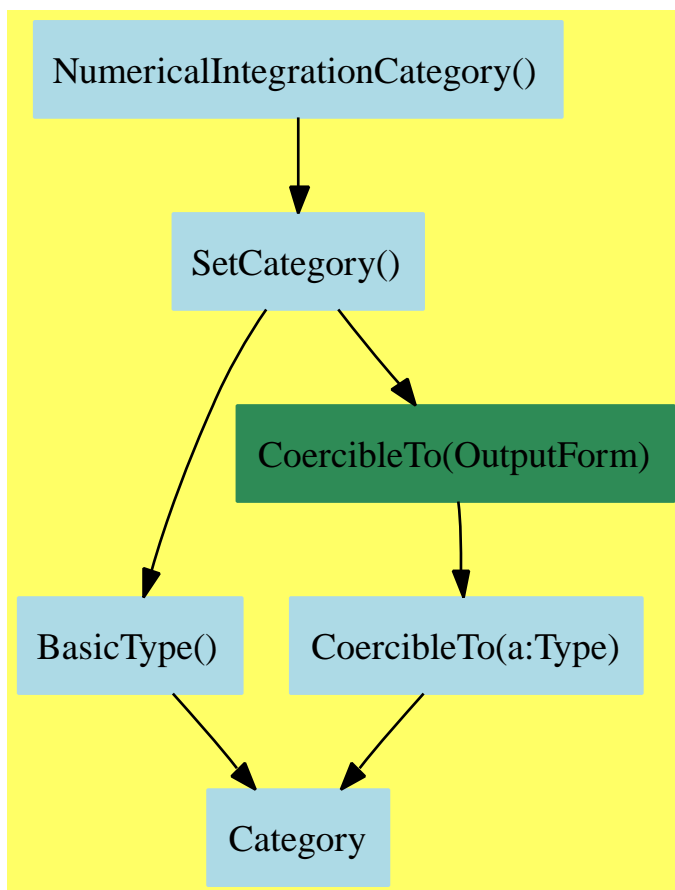 NumericalIntegrationCategory()
SetCategory()
CoercibleTo(OutputForm)
BasicType()
CoercibleTo(a:Type)
Category